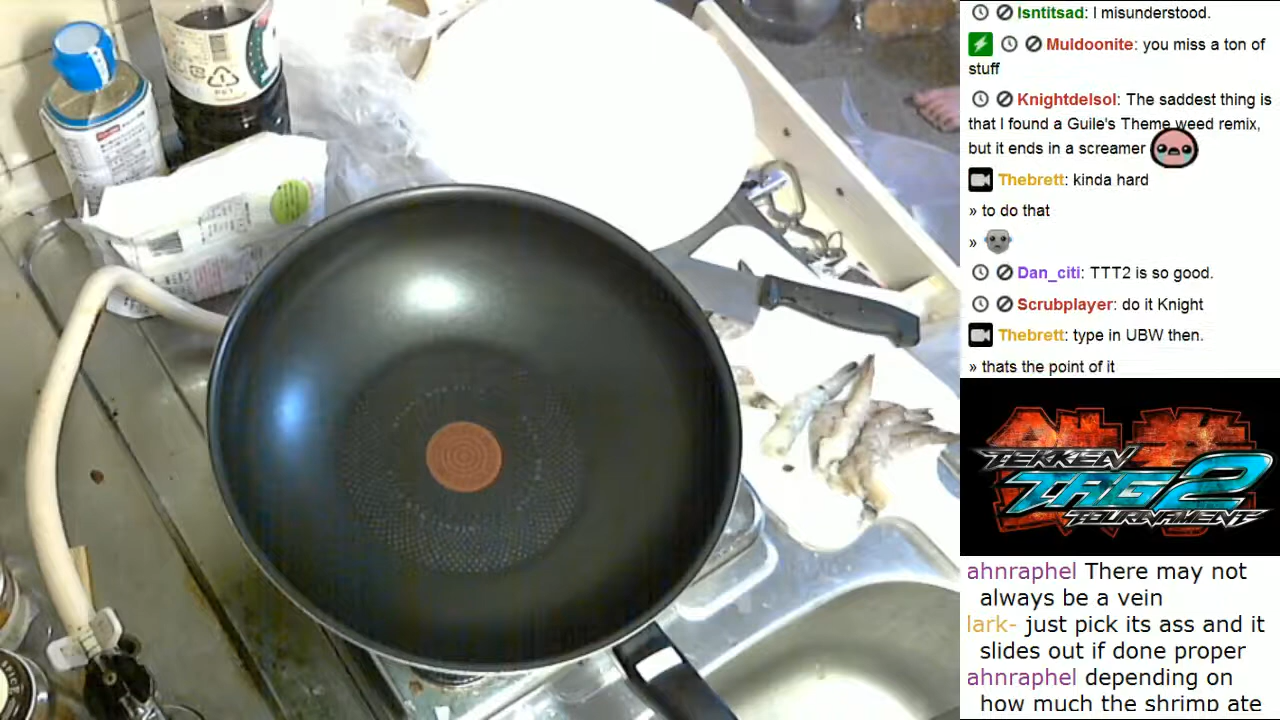 Isntitsad: I misunderstood.
Muldoonite: you miss a ton of
stuff
Knightdelsol: The saddest thing is
that I found a Guile's Theme weed remix,
but it ends in a screamer
Thebrett: kinda hard
» to do that
»
Dan_citi: TTT2 is so good.
Scrubplayer: do it Knight
Thebrett: type in UBW then.
» thats the point of it
TEKKEN
TAG 2
TOURNAMENT
ahnraphel There may not
always be a vein
lark- just pick its ass and it
slides out if done proper
ahnraphel depending on
how much the shrimp ate